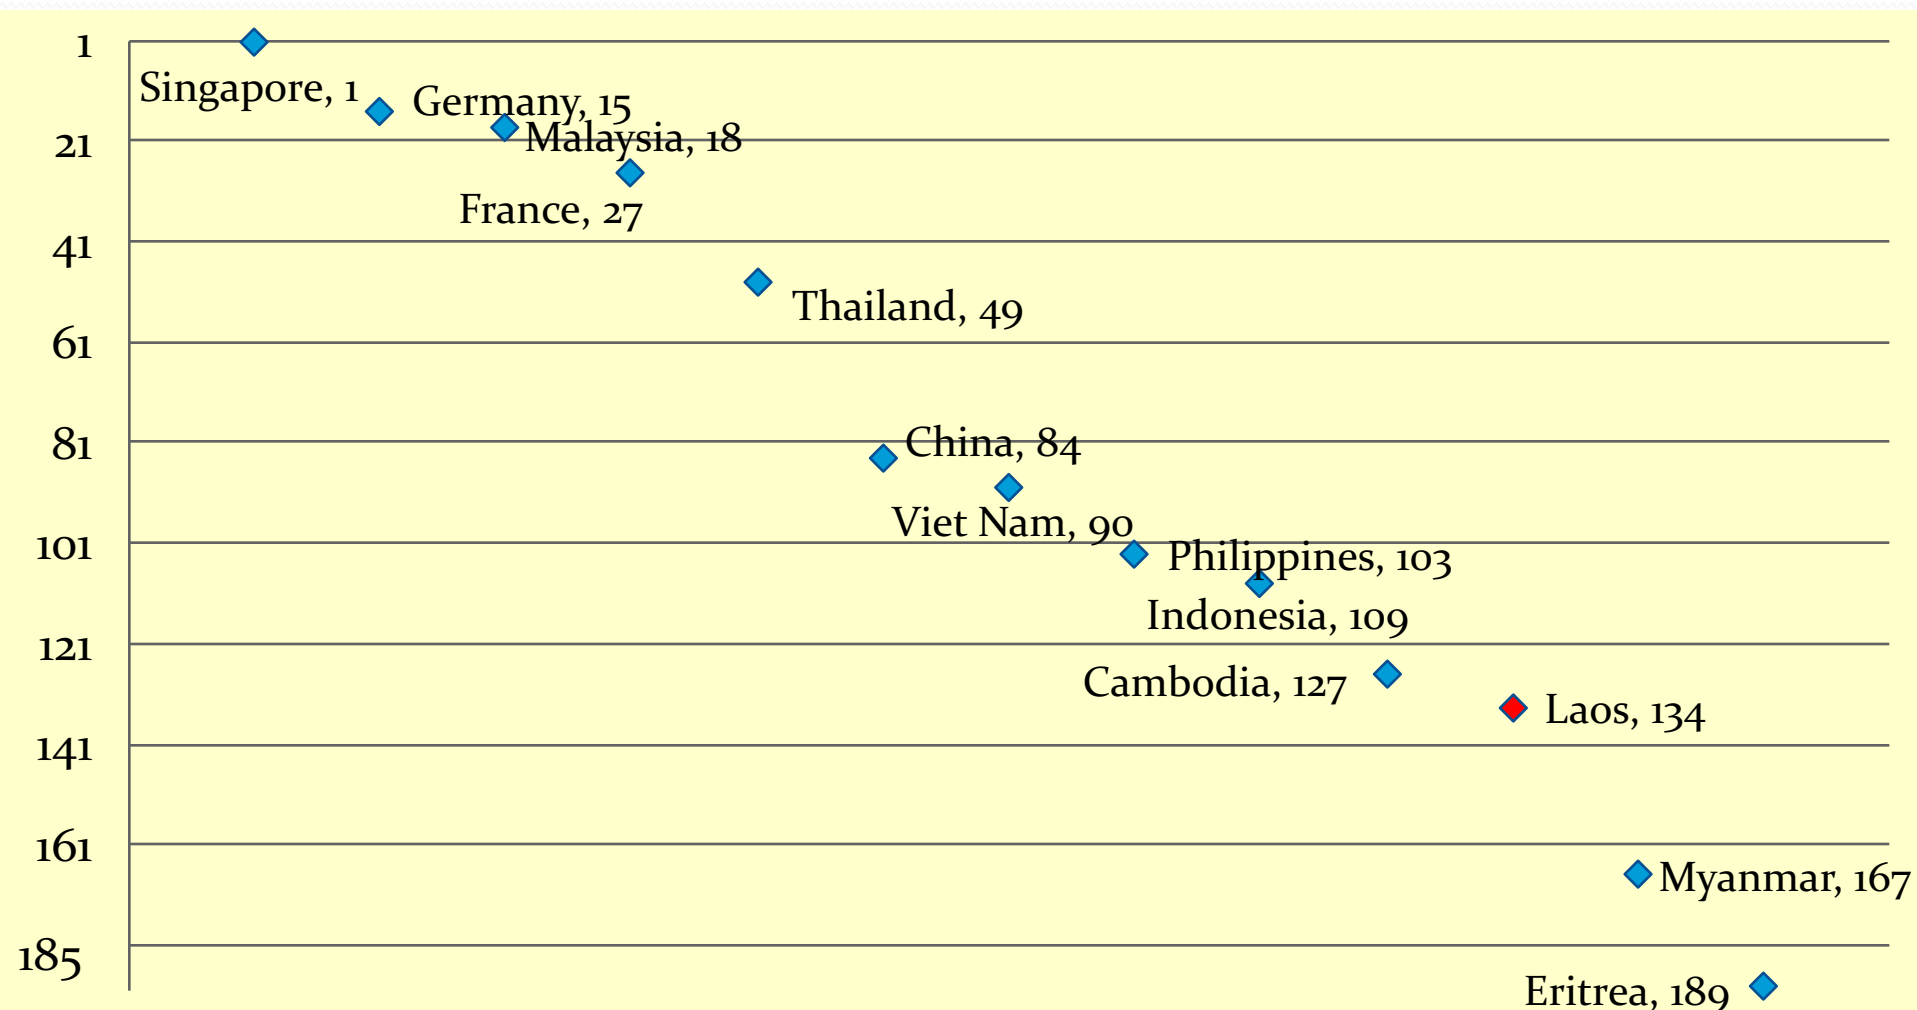 1
Singapore, 1
Germany, 15
Malaysia, 18
21
France, 27
41
Thailand, 49
61
81
China, 84
Viet Nam, 90
101
Philippines, 103
Indonesia, 109
121
Cambodia, 127
Laos, 134
141
161
Myanmar, 167
185
Eritrea, 189